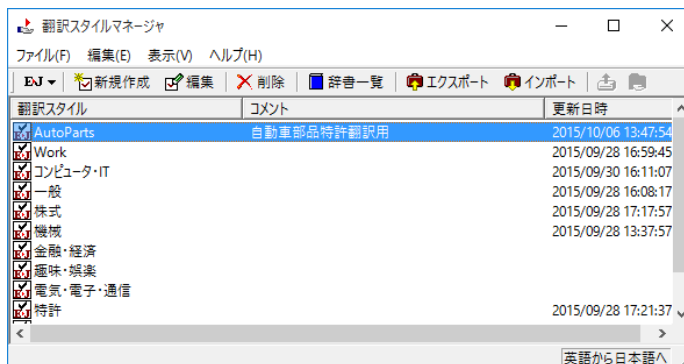 翻訳スタイルマネージャ
ファイル(F) 編集(E) 表示(V) ヘルプ(H)
EJ 新規作成 編集 削除 辞書一覧 エクスポート インポート
翻訳スタイル コメント 更新日時
AutoParts 自動車部品特許翻訳用 2015/10/06 13:47:54
Work 2015/09/28 16:59:45
コンピュータ・IT 2015/09/30 16:11:07
一般 2015/09/28 16:08:17
株式 2015/09/28 17:17:57
機械 2015/09/28 13:37:57
金融・経済
趣味・娯楽
電気・電子・通信
特許 2015/09/28 17:21:37
英語から日本語へ